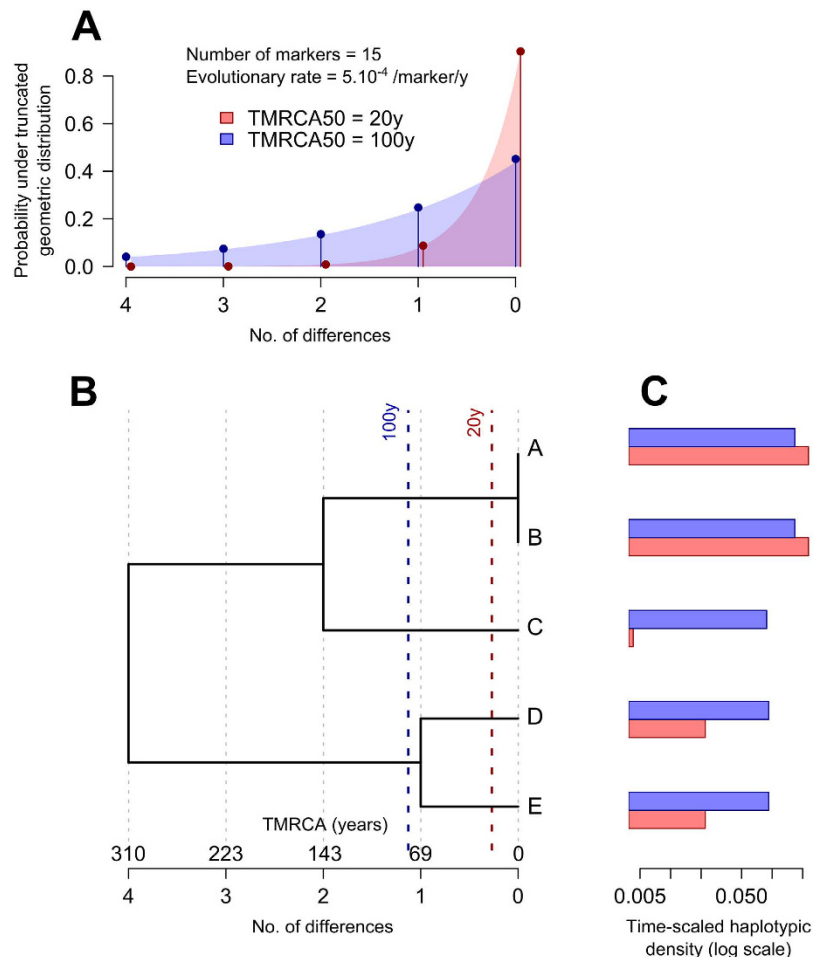 A
Number of markers = 15
Evolutionary rate = 5.10⁻⁴ /marker/y
TMRCA50 = 20y
TMRCA50 = 100y
Probability under truncated
geometric distribution
0.8
0.6
0.4
0.2
0.0
4 3 2 1 0
No. of differences
B
C
100y
20y
A
B
C
D
E
TMRCA (years)
310 223 143 69 0
4 3 2 1 0
No. of differences
0.005 0.050
Time-scaled haplotypic
density (log scale)